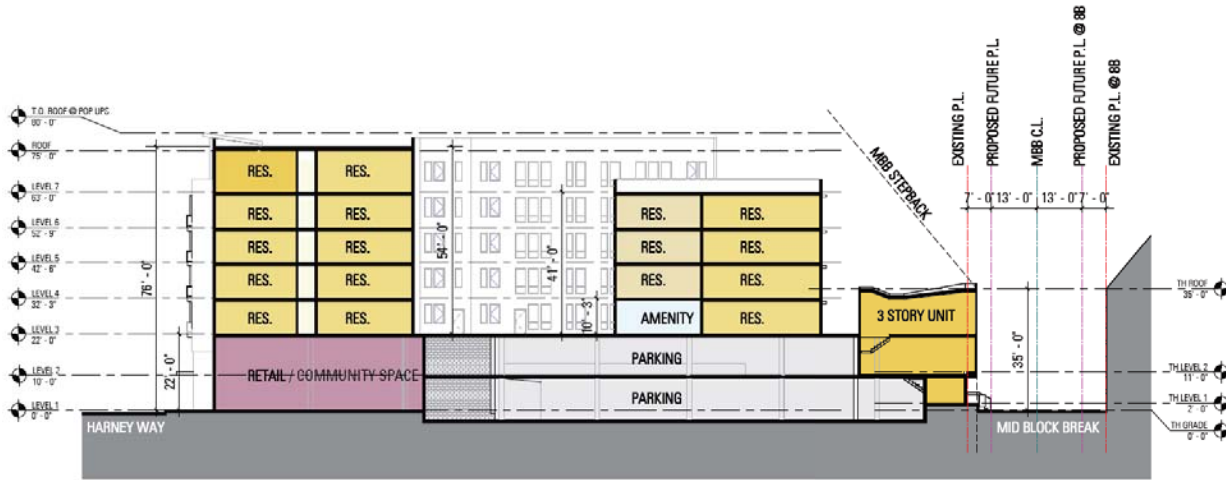 T.O. ROOF @ POP UPS
80' - 0"
ROOF
75' - 0"
LEVEL 7
63' - 0"
LEVEL 6
52' - 9"
LEVEL 5
42' - 6"
LEVEL 4
32' - 3"
LEVEL 3
22' - 0"
LEVEL 2
10' - 0"
LEVEL 1
0' - 0"
76' - 0"
22' - 0"
RES.
RES.
RES.
RES.
RES.
RES.
RES.
RES.
RES.
RES.
54' - 0"
41' - 0"
10' - 3"
RES.
RES.
RES.
RES.
RES.
RES.
AMENITY
RES.
RETAIL / COMMUNITY SPACE
PARKING
PARKING
3 STORY UNIT
MBB STEPBACK
EXISTING P.L.
PROPOSED FUTURE P.L.
MBB C.L.
PROPOSED FUTURE P.L. @ 8B
EXISTING P.L. @ 8B
7' - 0"
13' - 0"
13' - 0"
7' - 0"
35' - 0"
TH ROOF
35' - 0"
TH LEVEL 2
11' - 0"
TH LEVEL 1
2' - 0"
TH GRADE
0' - 0"
HARNEY WAY
MID BLOCK BREAK